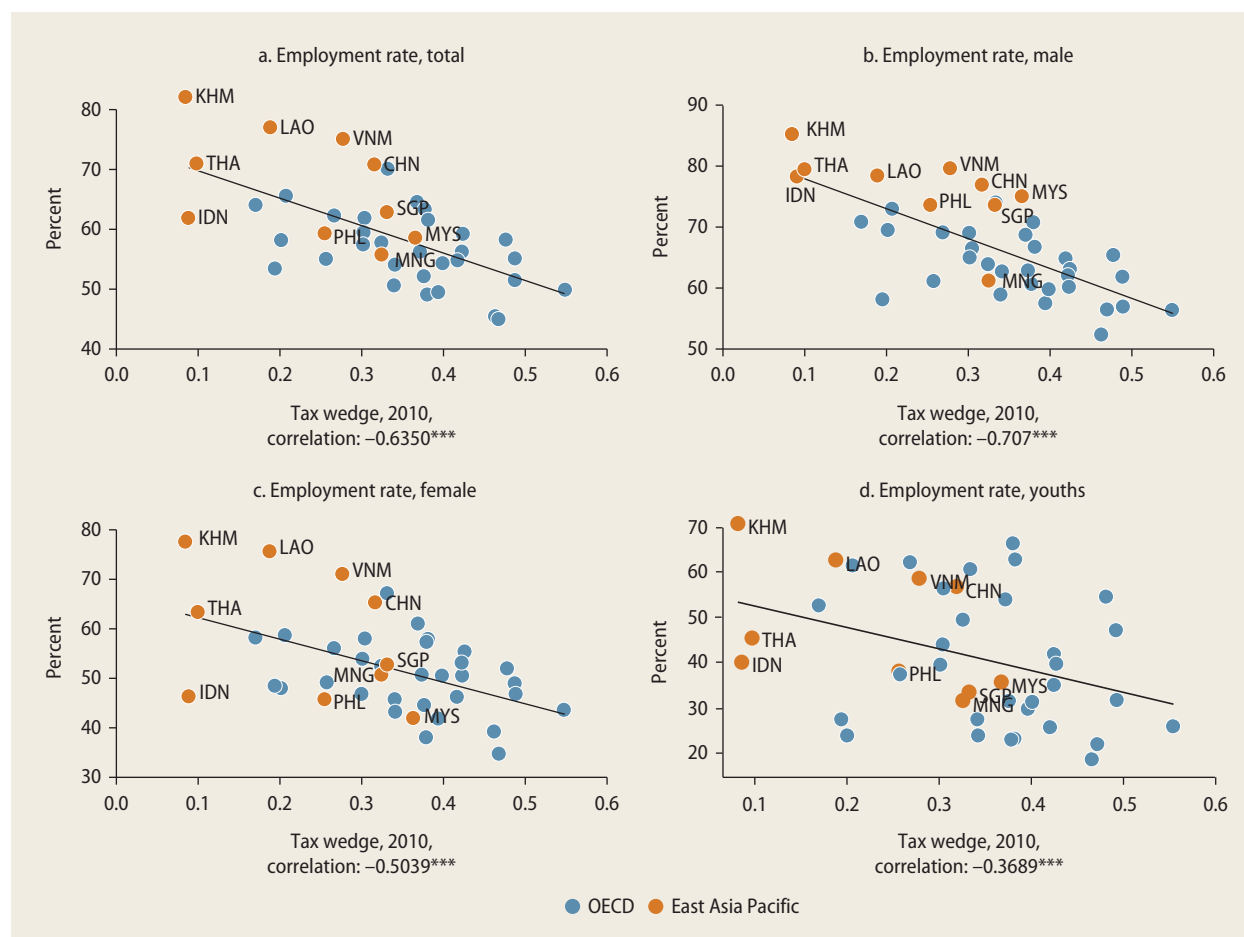 a. Employment rate, total
80
70
60
50
40
Percent
KHM
LAO
VNM
CHN
THA
IDN
SGP
PHL
MYS
MNG
0.0 0.1 0.2 0.3 0.4 0.5 0.6
Tax wedge, 2010,
correlation: –0.6350***
b. Employment rate, male
90
80
70
60
50
Percent
KHM
THA
LAO
VNM
CHN
MYS
IDN
PHL
SGP
MNG
0.0 0.1 0.2 0.3 0.4 0.5 0.6
Tax wedge, 2010,
correlation: –0.707***
c. Employment rate, female
80
70
60
50
40
30
Percent
KHM
LAO
VNM
CHN
THA
SGP
MNG
IDN
PHL
MYS
0.0 0.1 0.2 0.3 0.4 0.5 0.6
Tax wedge, 2010,
correlation: –0.5039***
d. Employment rate, youths
70
60
50
40
30
20
Percent
KHM
LAO
VNM
CHN
THA
IDN
PHL
MYS
SGP
MNG
0.1 0.2 0.3 0.4 0.5 0.6
Tax wedge, 2010,
correlation: –0.3689***
OECD East Asia Pacific